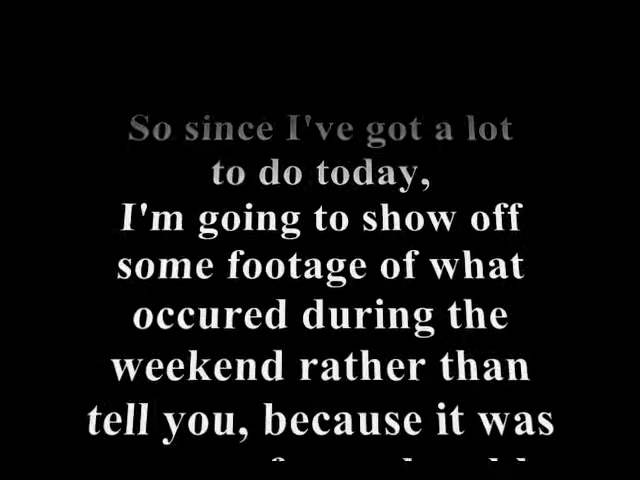 So since I've got a lot
to do today,
I'm going to show off
some footage of what
occured during the
weekend rather than
tell you, because it was